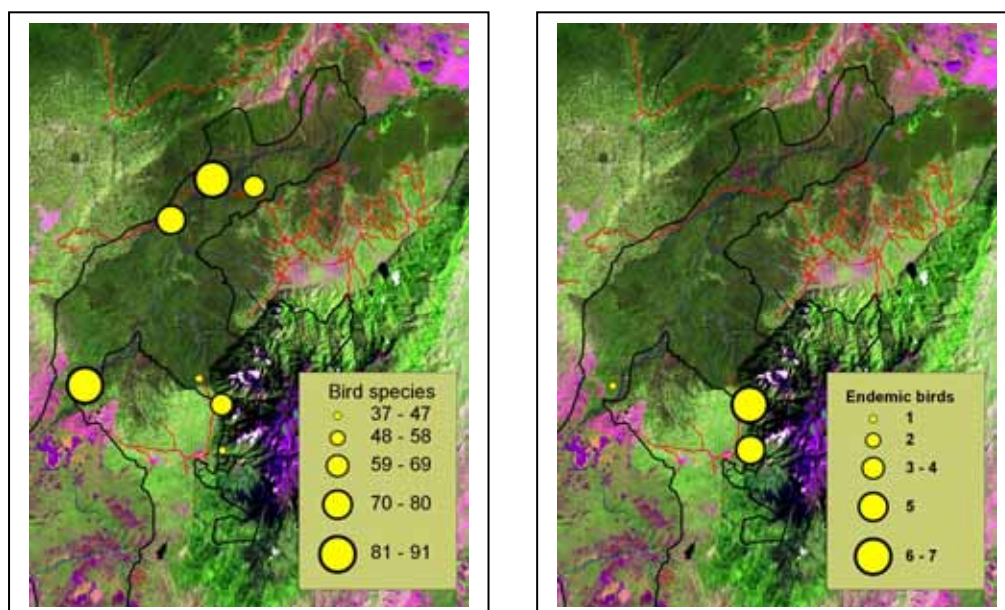 Bird species
37 - 47
48 - 58
59 - 69
70 - 80
81 - 91
Endemic birds
1
2
3 - 4
5
6 - 7